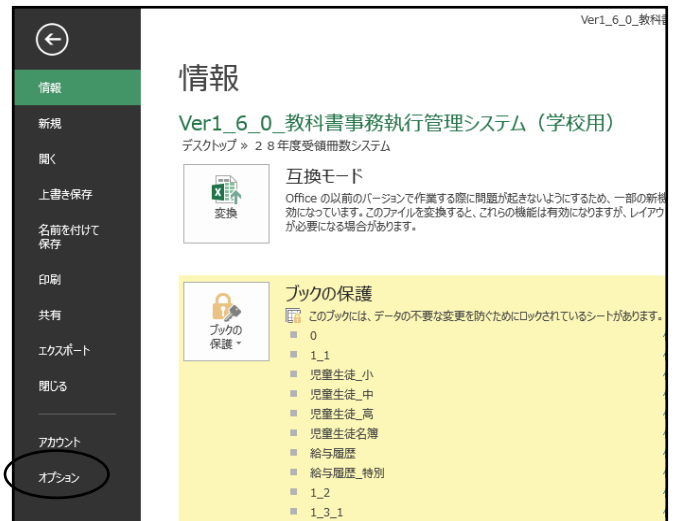 Ver1_6_0_教科
情報
情報
新規
開く
上書き保存
名前を付けて
保存
印刷
共有
エクスポート
閉じる
アカウント
オプション
Ver1_6_0_教科書事務執行管理システム（学校用）
デスクトップ » ２８年度受領冊数システム
変換
互換モード
Office の以前のバージョンで作業する際に問題が起きないようにするため、一部の新機
効になっています。このファイルを変換すると、これらの機能は有効になりますが、レイアウ
が必要になる場合があります。
ブックの
保護
ブックの保護
このブックには、データの不要な変更を防ぐためにロックされているシートがあります。
0
1_1
児童生徒_小
児童生徒_中
児童生徒_高
児童生徒名簿
給与履歴
給与履歴_特別
1_2
1_3_1